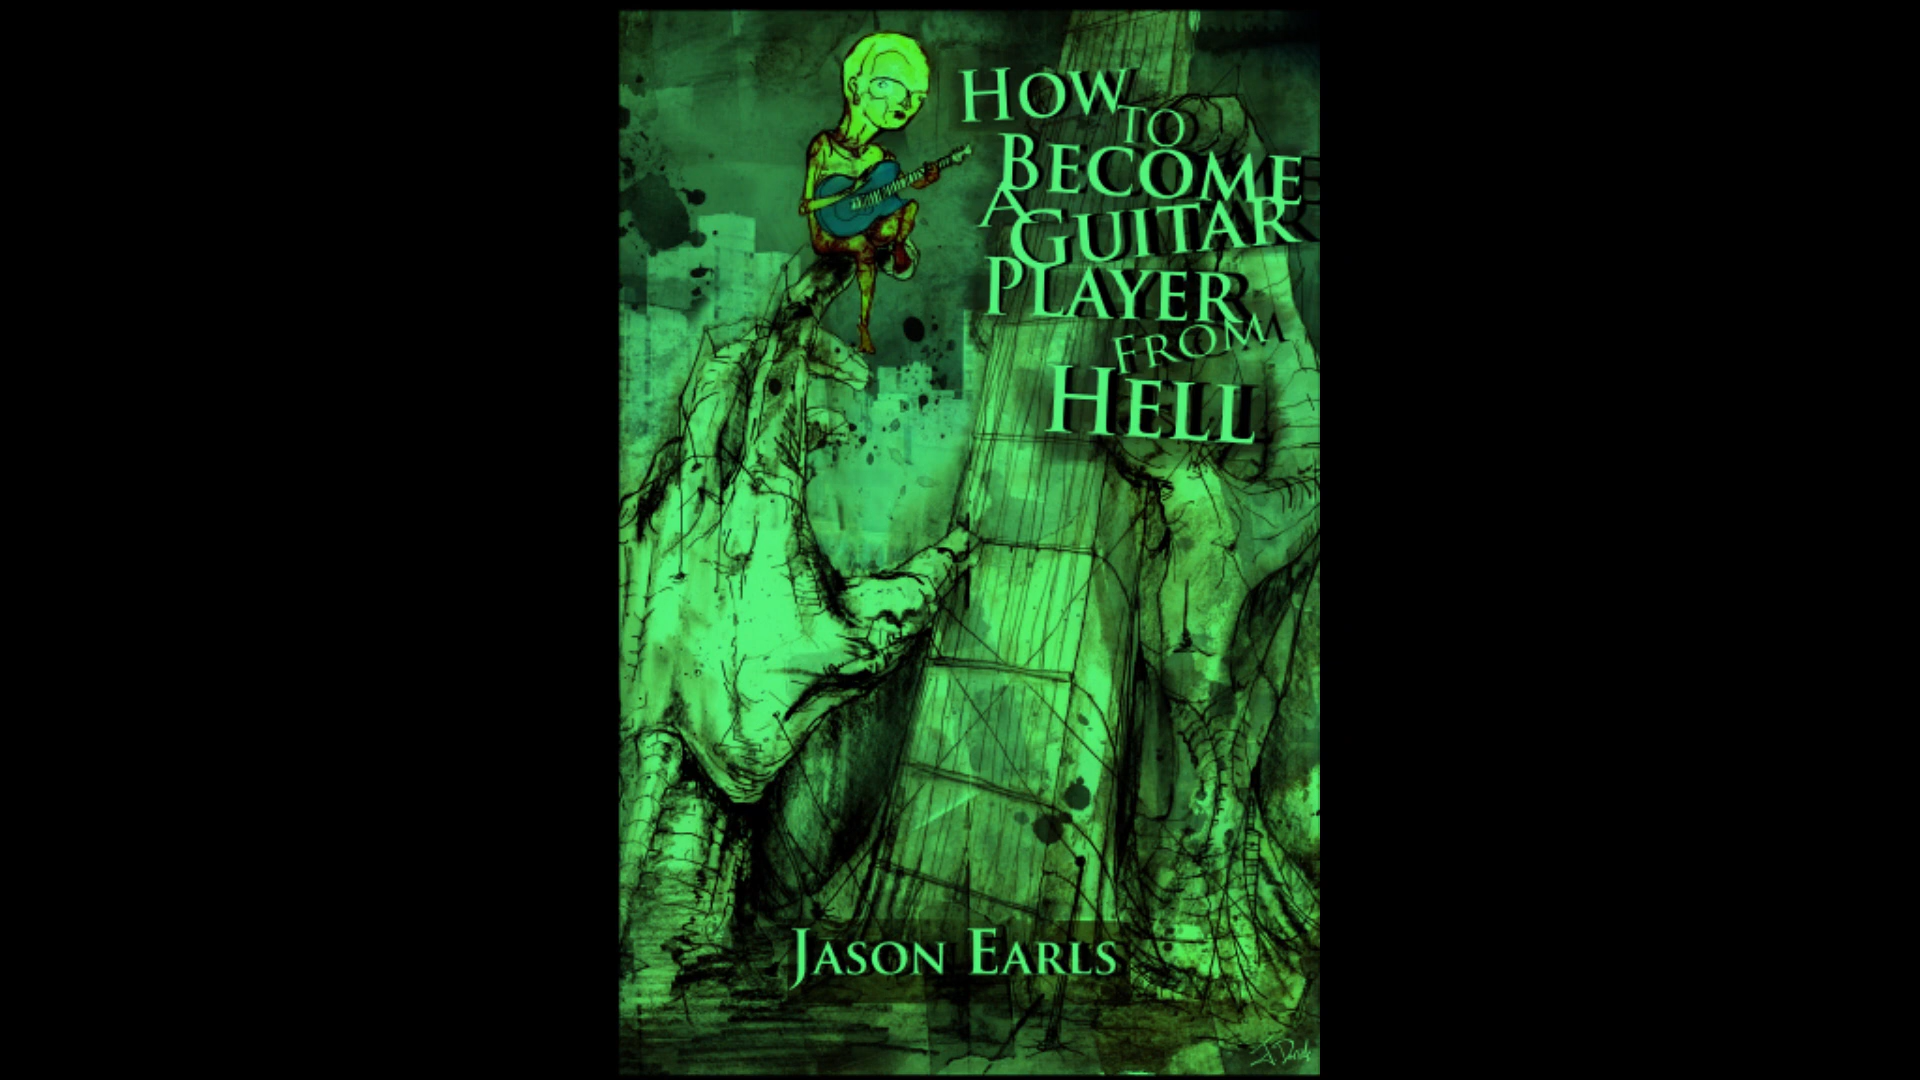 How
to
Become
A
Guitar
Player
from
Hell
Jason Earls